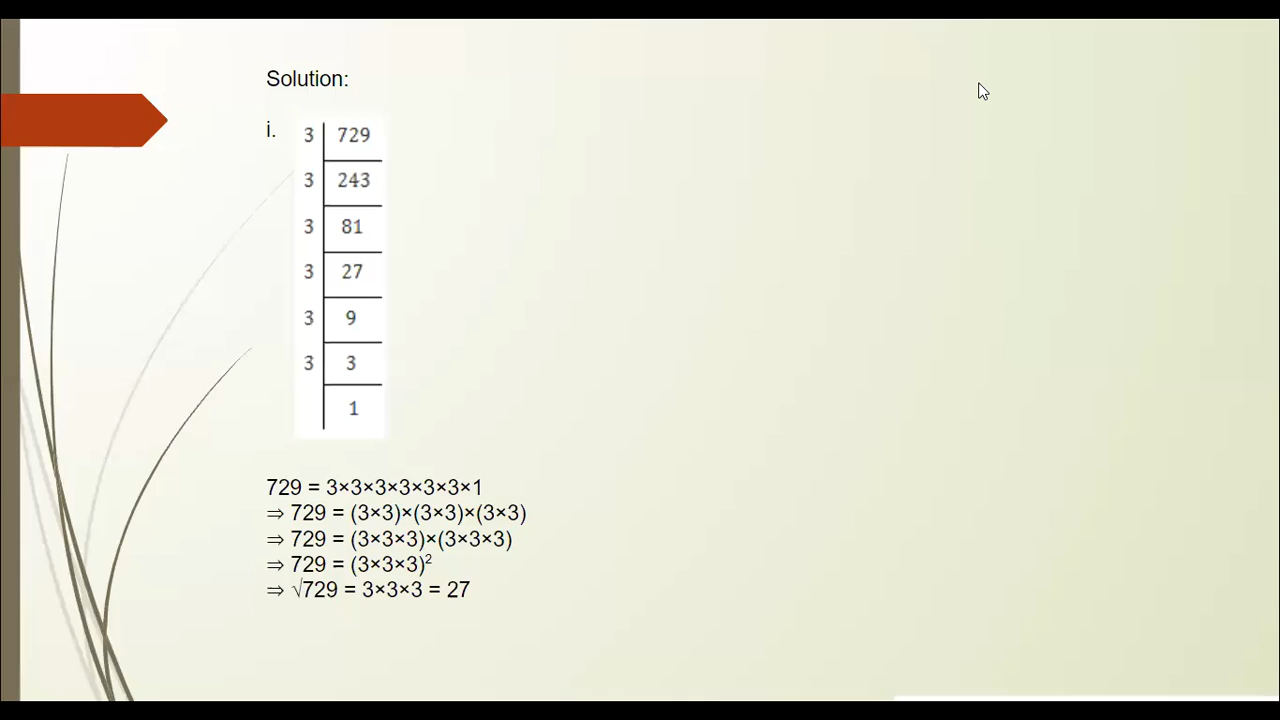 Solution:
i.
3 729
3 243
3 81
3 27
3 9
3 3
1
729 = 3×3×3×3×3×3×1
⇒ 729 = (3×3)×(3×3)×(3×3)
⇒ 729 = (3×3×3)×(3×3×3)
⇒ 729 = (3×3×3)²
⇒ √729 = 3×3×3 = 27